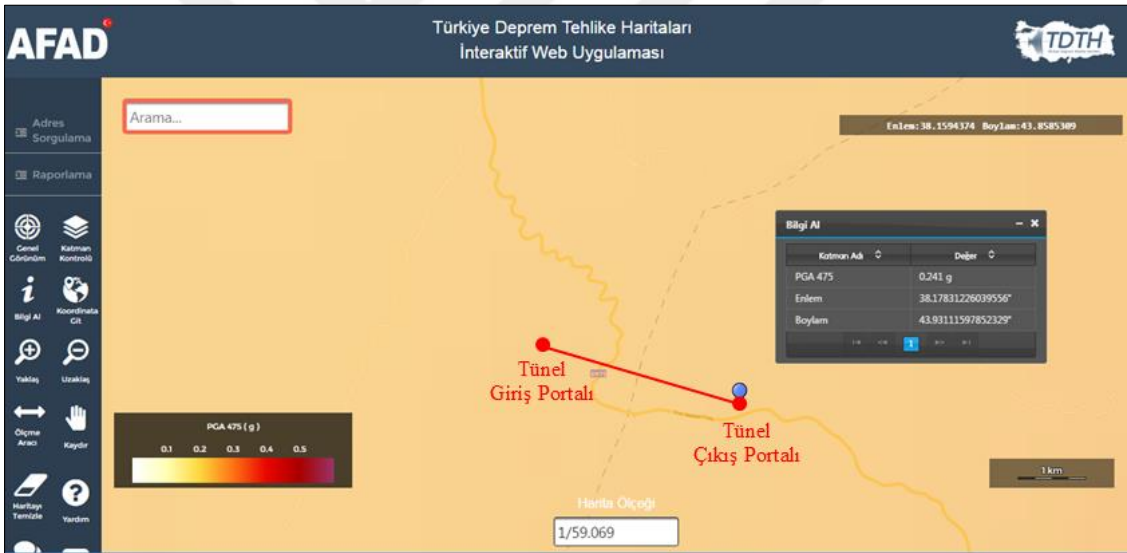 AFAD
Türkiye Deprem Tehlike Haritaları
İnteraktif Web Uygulaması
TDTH
Adres
Sorgulama
Raporlama
Genel
Görünüm
Katman
Kontrolü
Bilgi Al
Koordinata
Git
Yaklaş
Uzaklaş
Ölçme
Aracı
Kaydır
Haritayı
Temizle
Yardım
Arama...
Enlem:38.1594374 Boylam:43.8585309
Bilgi Al
Katman Adı
Değer
PGA 475
0.241 g
Enlem
38.17831226039556°
Boylam
43.93111597852329°
1
Tünel
Giriş Portalı
Tünel
Çıkış Portalı
PGA 475 ( g )
0.1 0.2 0.3 0.4 0.5
1 km
Harita Ölçeği
1/59.069